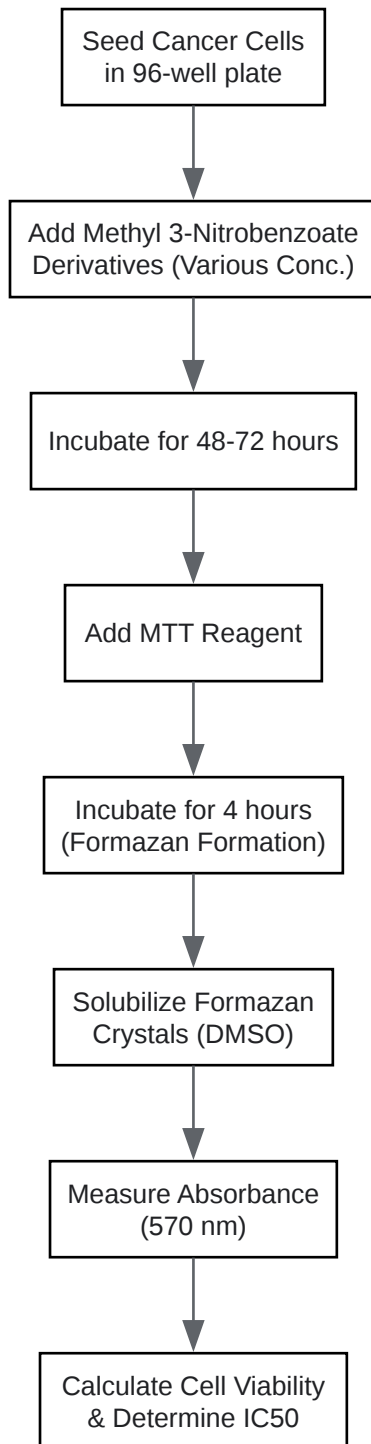 Seed Cancer Cells
in 96-well plate
Add Methyl 3-Nitrobenzoate
Derivatives (Various Conc.)
Incubate for 48-72 hours
Add MTT Reagent
Incubate for 4 hours
(Formazan Formation)
Solubilize Formazan
Crystals (DMSO)
Measure Absorbance
(570 nm)
Calculate Cell Viability
& Determine IC50